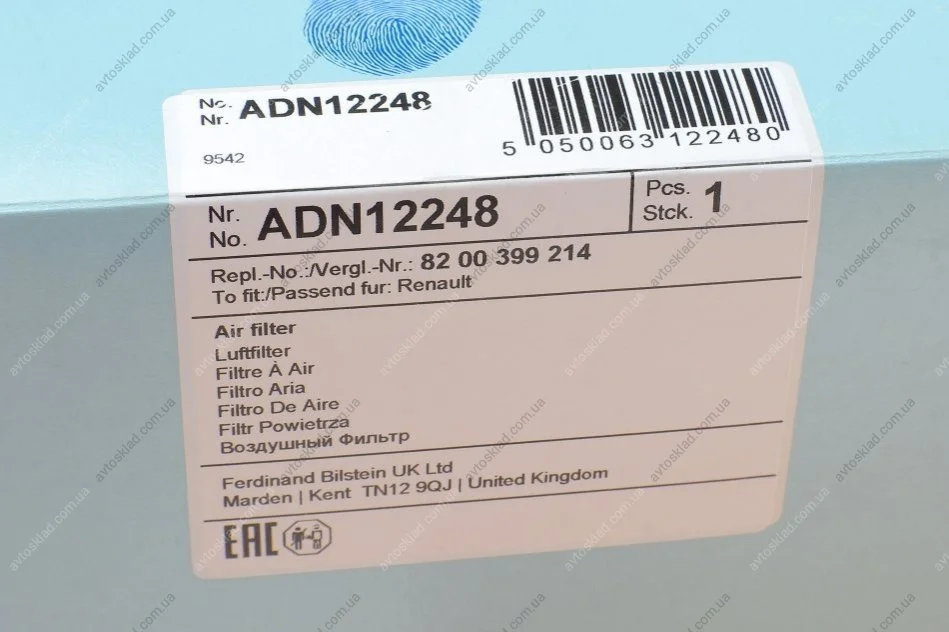 No.
Nr. ADN12248
9542
5 050063 122480
Nr.
No. ADN12248
Pcs.
Stck. 1
Repl.-No.:/Vergl.-Nr.: 82 00 399 214
To fit:/Passend fur: Renault
Air filter
Luftfilter
Filtre À Air
Filtro Aria
Filtro De Aire
Filtr Powietrza
Воздушный Фильтр
Ferdinand Bilstein UK Ltd
Marden | Kent TN12 9QJ | United Kingdom
EAC
avtosklad.com.ua